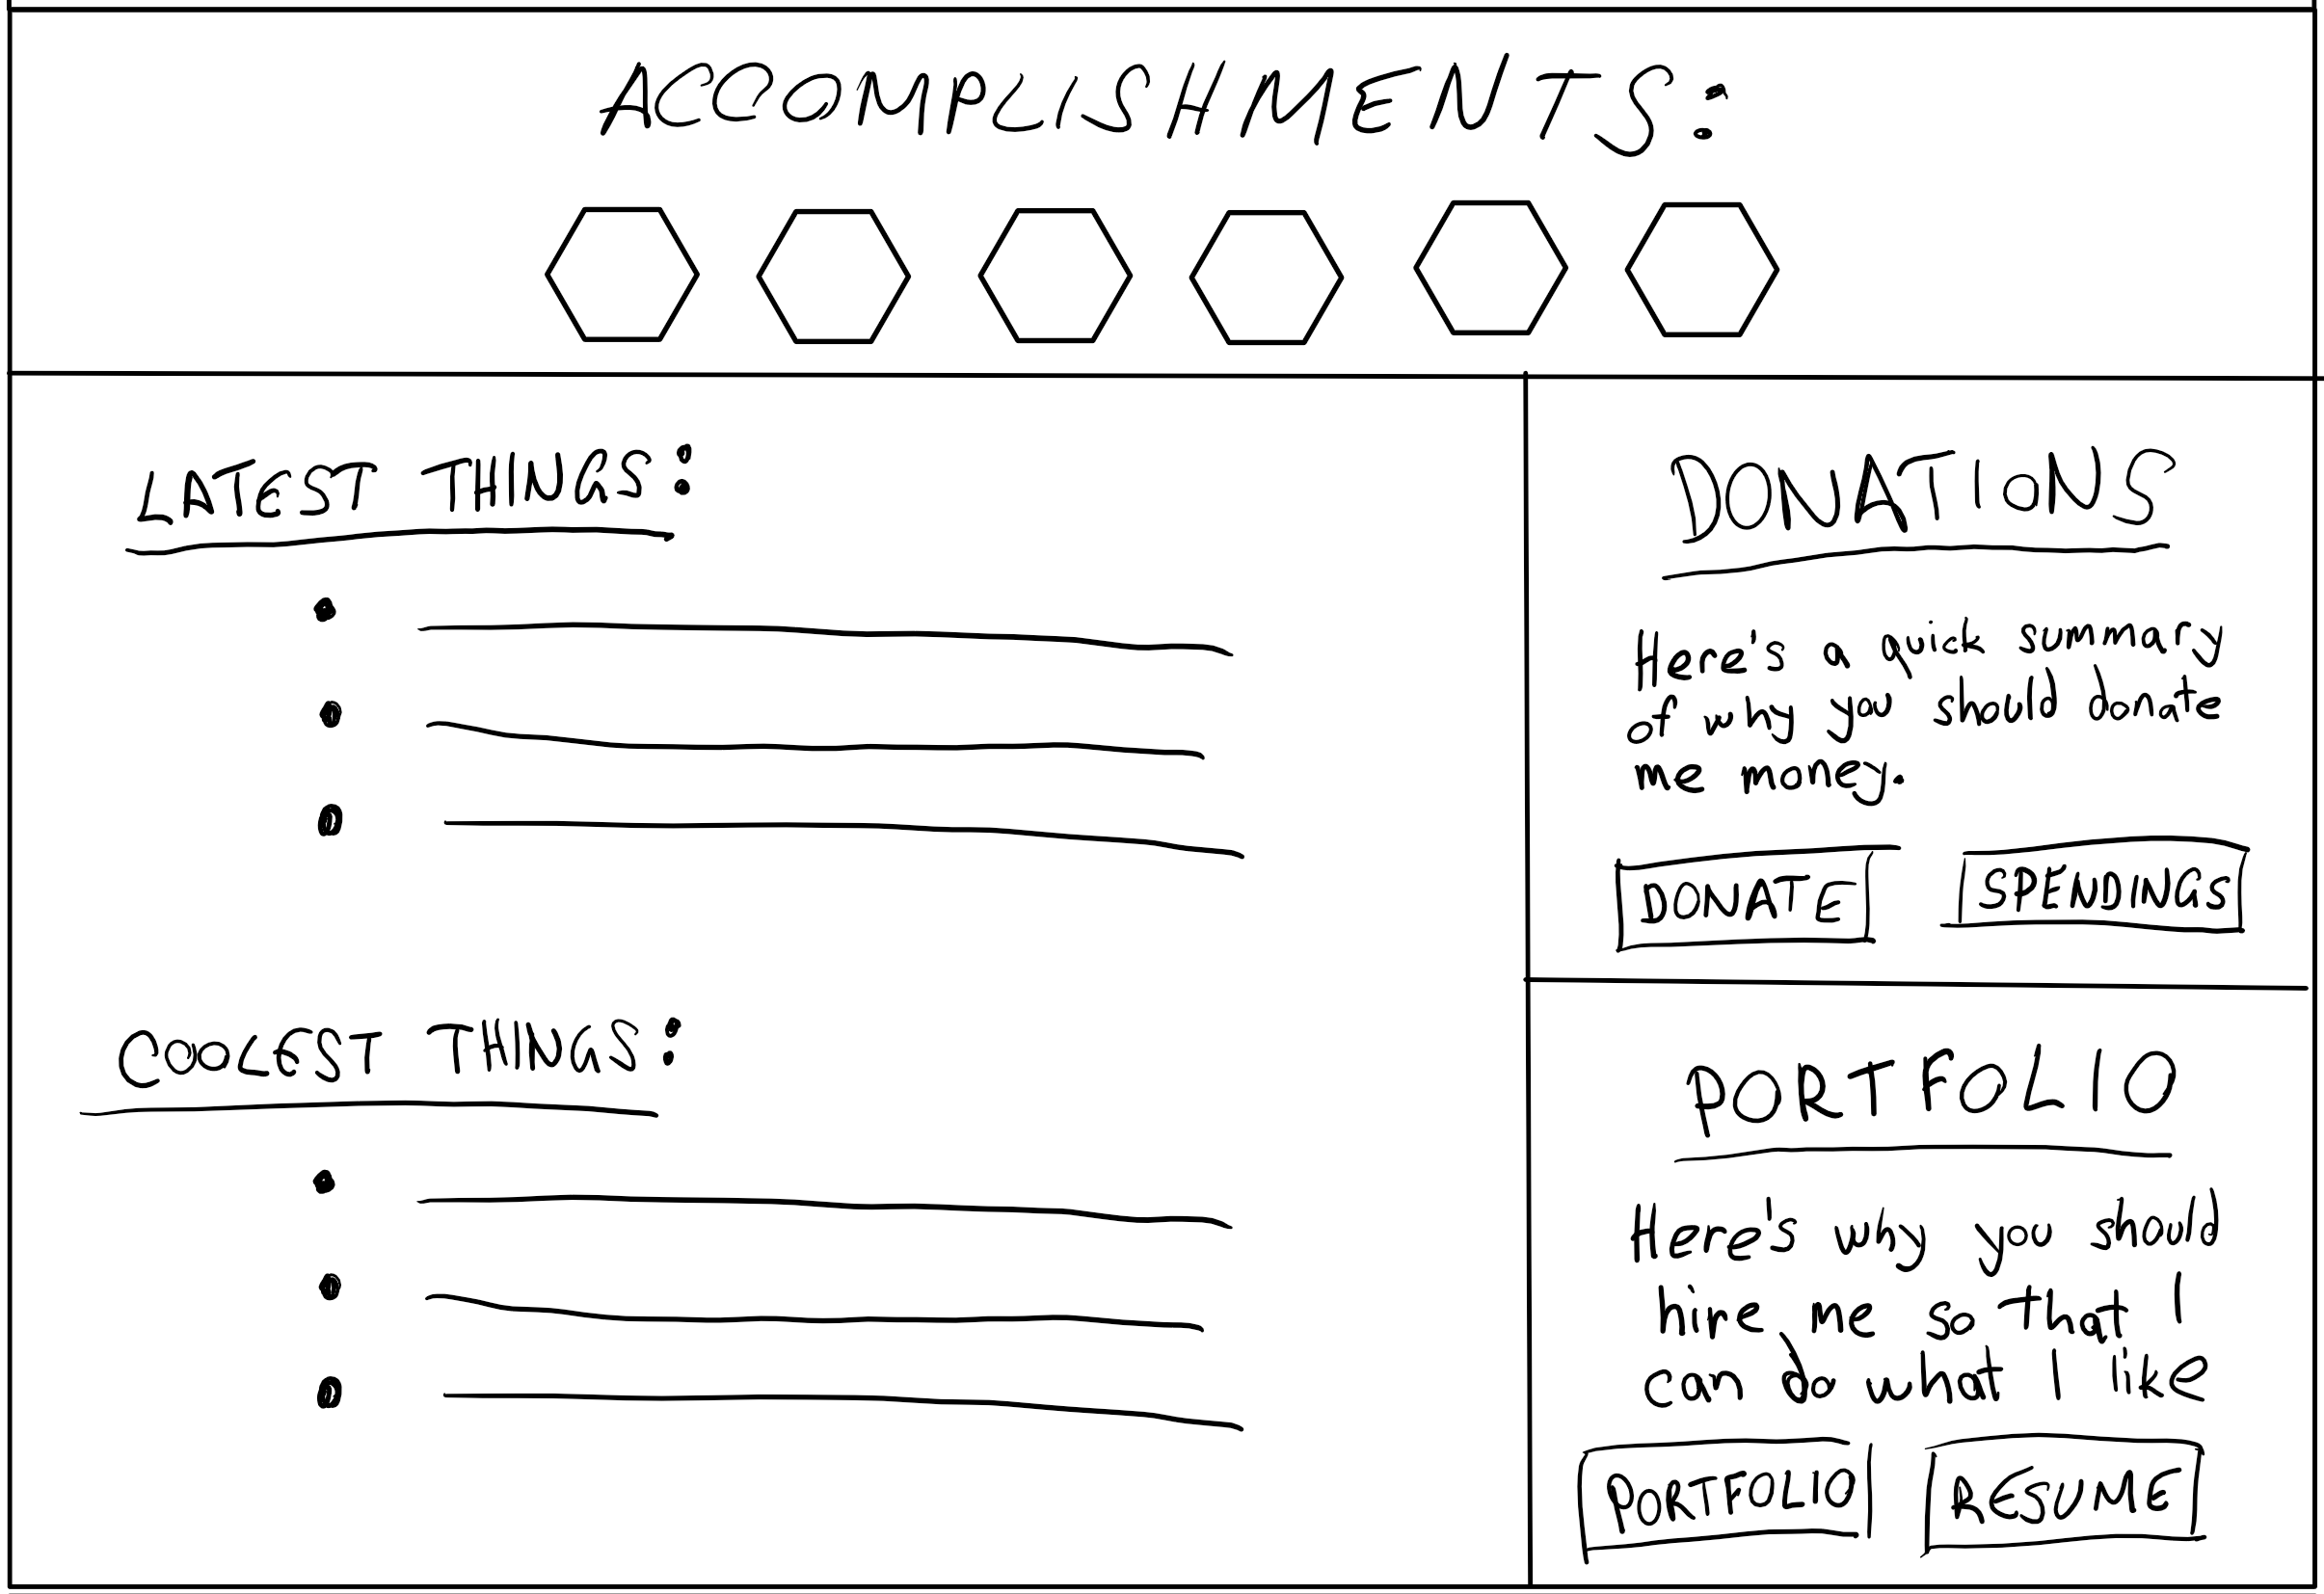 ACCOMPLISHMENTS:
LATEST THINGS:
COOLEST THINGS:
DONATIONS
Here's a quick summary
of why you should donate
me money.
DONATE
SPENDINGS
PORTFOLIO
Here's why you should
hire me so that I
can do what I like
PORTFOLIO
RESUME